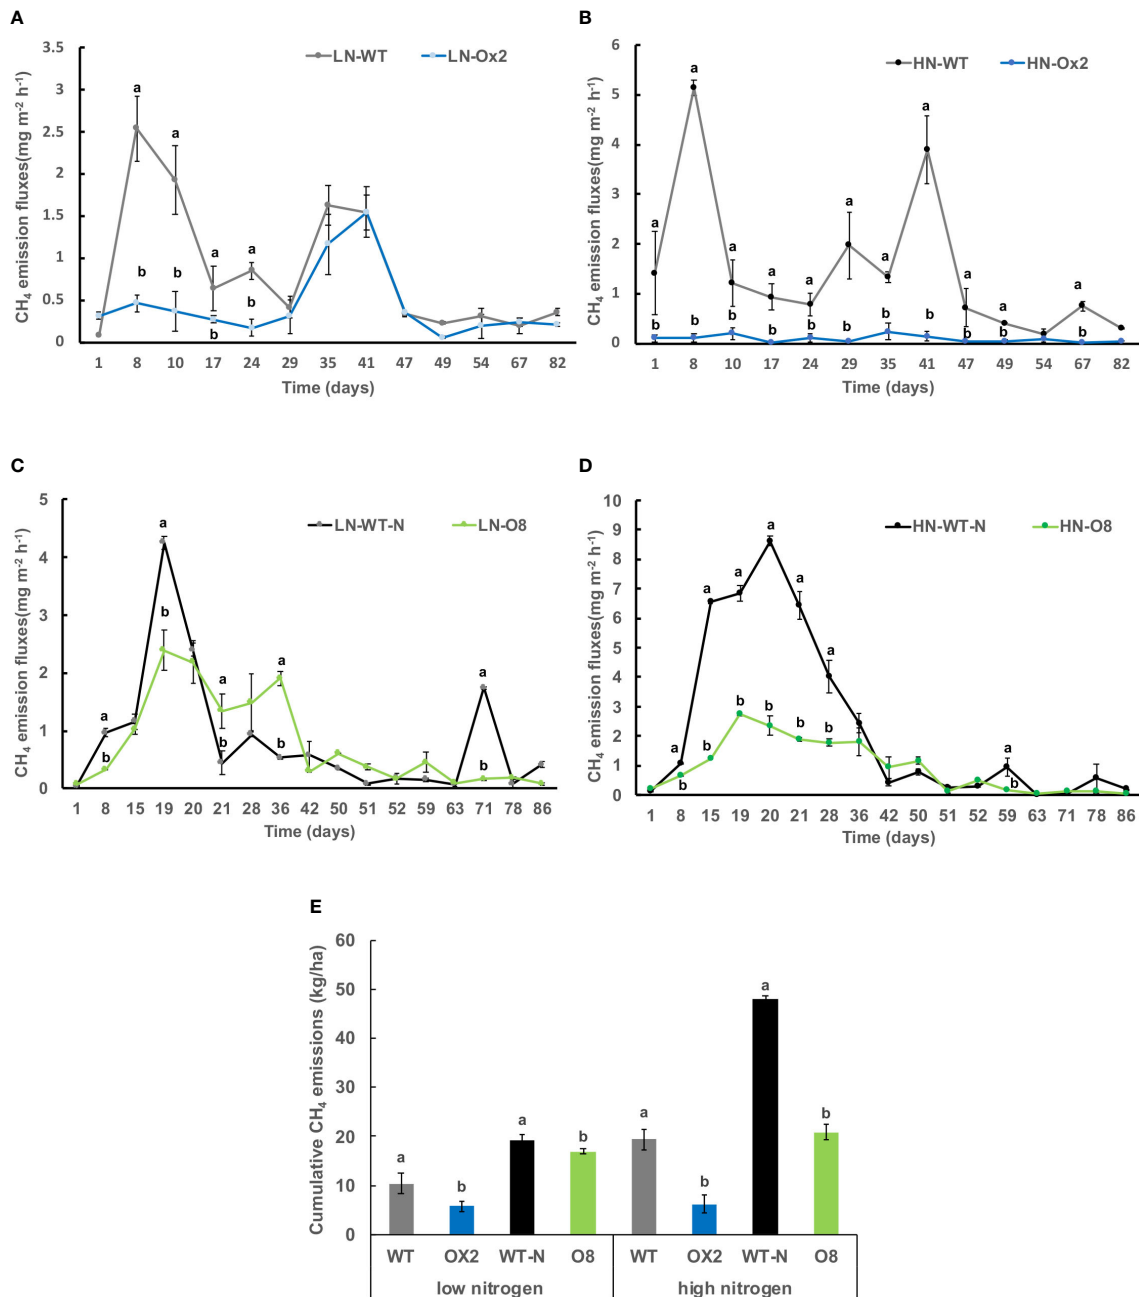 A
LN-WT LN-Ox2
CH4 emission fluxes(mg m-2 h-1)
3.5
3
2.5
2
1.5
1
0.5
0
a
a
a
a
b
b
b
b
1 8 10 17 24 29 35 41 47 49 54 67 82
Time (days)
B
HN-WT HN-Ox2
CH4 emission fluxes(mg m-2 h-1)
6
5
4
3
2
1
0
a
a
a
a
a
a
a
a
a
a
a
b
b
b
b
b
b
b
b
b
b
b
1 8 10 17 24 29 35 41 47 49 54 67 82
Time (days)
C
LN-WT-N LN-O8
CH4 emission fluxes(mg m-2 h-1)
5
4
3
2
1
0
a
a
a
a
a
b
b
b
b
b
1 8 15 19 20 21 28 36 42 50 51 52 59 63 71 78 86
Time (days)
D
HN-WT-N HN-O8
CH4 emission fluxes(mg m-2 h-1)
10
9
8
7
6
5
4
3
2
1
0
a
a
a
a
a
a
a
b
b
b
b
b
b
b
1 8 15 19 20 21 28 36 42 50 51 52 59 63 71 78 86
Time (days)
E
Cumulative CH4 emissions (kg/ha)
60
50
40
30
20
10
0
a
b
a
b
a
b
a
b
WT OX2 WT-N O8 WT OX2 WT-N O8
low nitrogen high nitrogen